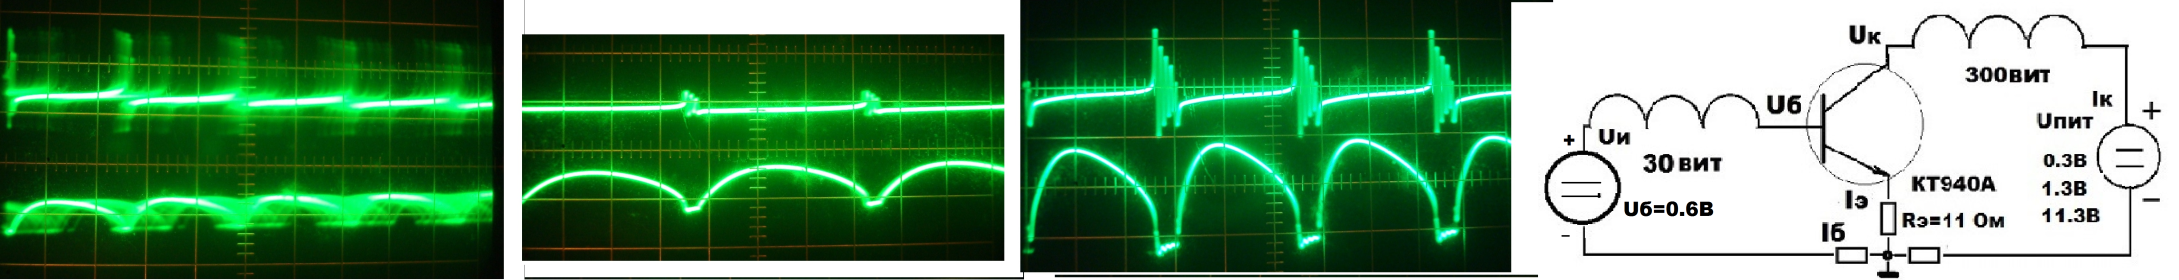 Uк
300вит
Iк
Uпит
+
Uб
+
Uи
30 вит
0.3В
1.3В
11.3В
КТ940А
Uб=0.6В
Iэ
Rэ=11 Ом
Iб
-
−